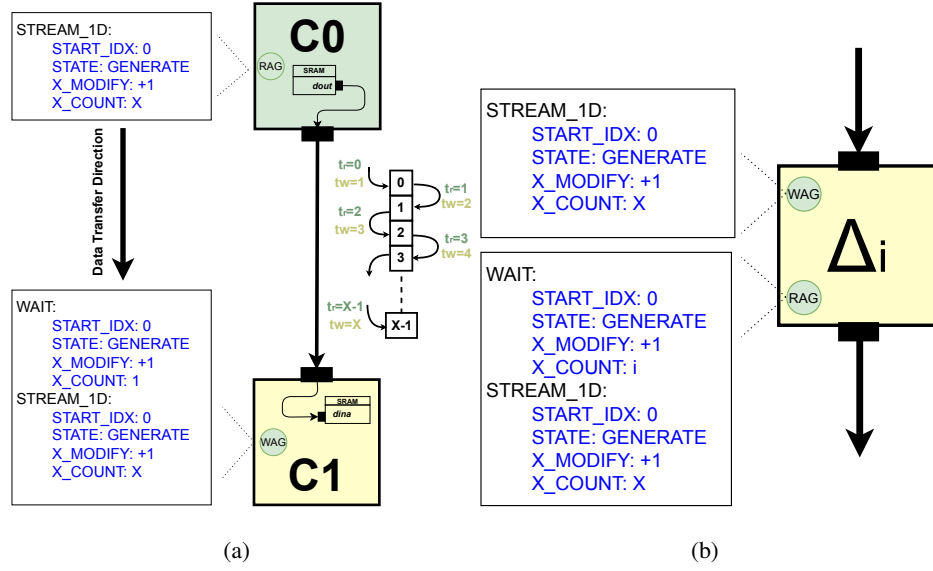 STREAM_1D:
START_IDX: 0
STATE: GENERATE
X_MODIFY: +1
X_COUNT: X
Data Transfer Direction
WAIT:
START_IDX: 0
STATE: GENERATE
X_MODIFY: +1
X_COUNT: 1
STREAM_1D:
START_IDX: 0
STATE: GENERATE
X_MODIFY: +1
X_COUNT: X
C0
RAG
SRAM
dout
tr=0
tw=1
tr=1
tw=2
tr=2
tw=3
tr=3
tw=4
tr=X-1
tw=X
0
1
2
3
X-1
SRAM
dina
WAG
C1
(a)
STREAM_1D:
START_IDX: 0
STATE: GENERATE
X_MODIFY: +1
X_COUNT: X
WAIT:
START_IDX: 0
STATE: GENERATE
X_MODIFY: +1
X_COUNT: i
STREAM_1D:
START_IDX: 0
STATE: GENERATE
X_MODIFY: +1
X_COUNT: X
WAG
Δi
RAG
(b)